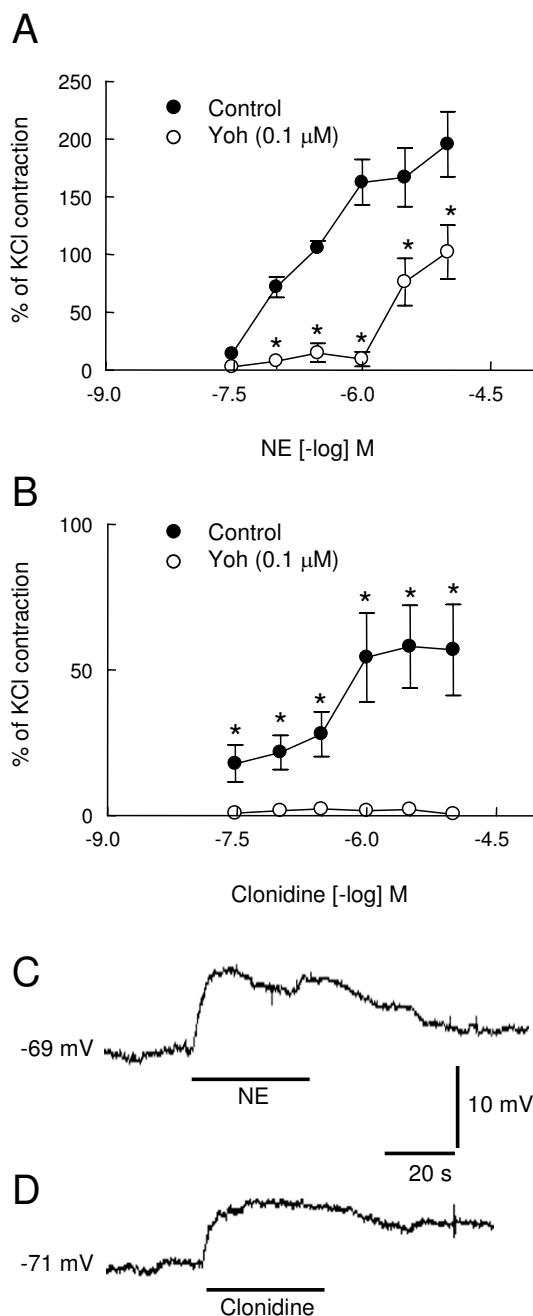 A
250
200
150
100
50
0
% of KCl contraction
● Control
○ Yoh (0.1 μM)
*
*
*
*
*
-9.0 -7.5 -6.0 -4.5
NE [-log] M
B
100
50
0
% of KCl contraction
● Control
○ Yoh (0.1 μM)
*
*
*
*
*
*
-9.0 -7.5 -6.0 -4.5
Clonidine [-log] M
C
-69 mV
NE
10 mV
20 s
D
-71 mV
Clonidine